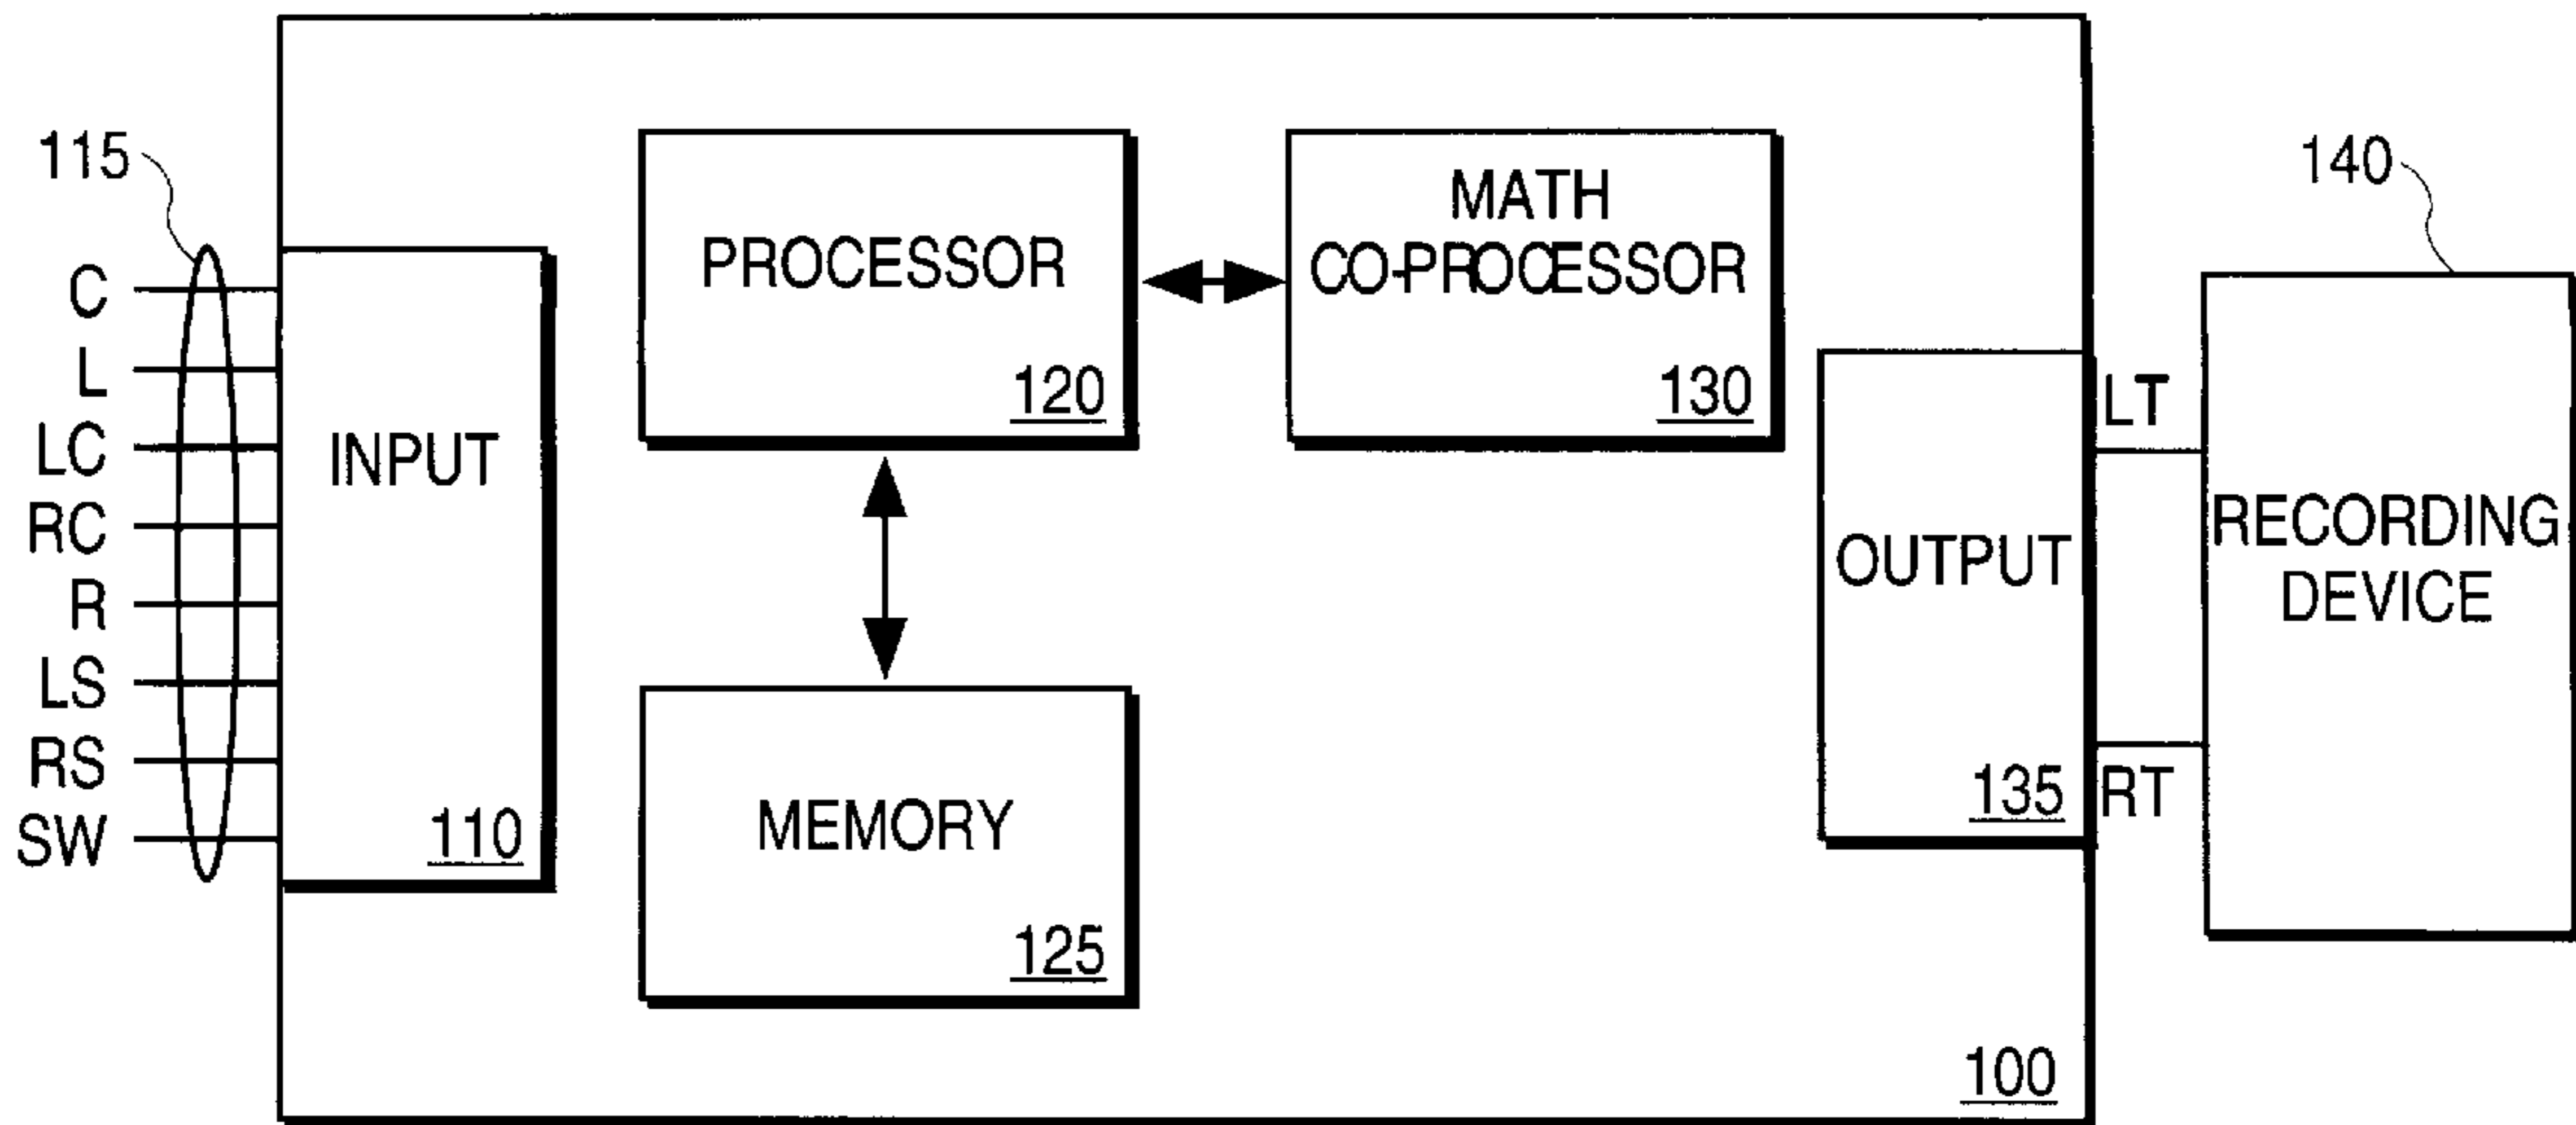 115
C
L
LC
RC
R
LS
RS
SW
INPUT
110
PROCESSOR
120
MATH
CO-PROCESSOR
130
MEMORY
125
OUTPUT
135
100
LT
RT
140
RECORDING
DEVICE